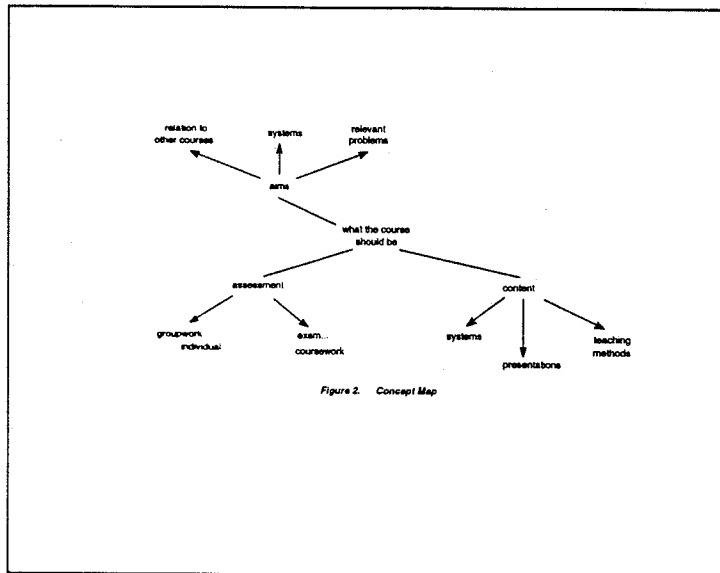 relation to
other courses
systems
relevant
problems
aims
what the course
should be
assessment
content
groupwork
individual
exam...
coursework
systems
presentations
teaching
methods
Figure 2. Concept Map